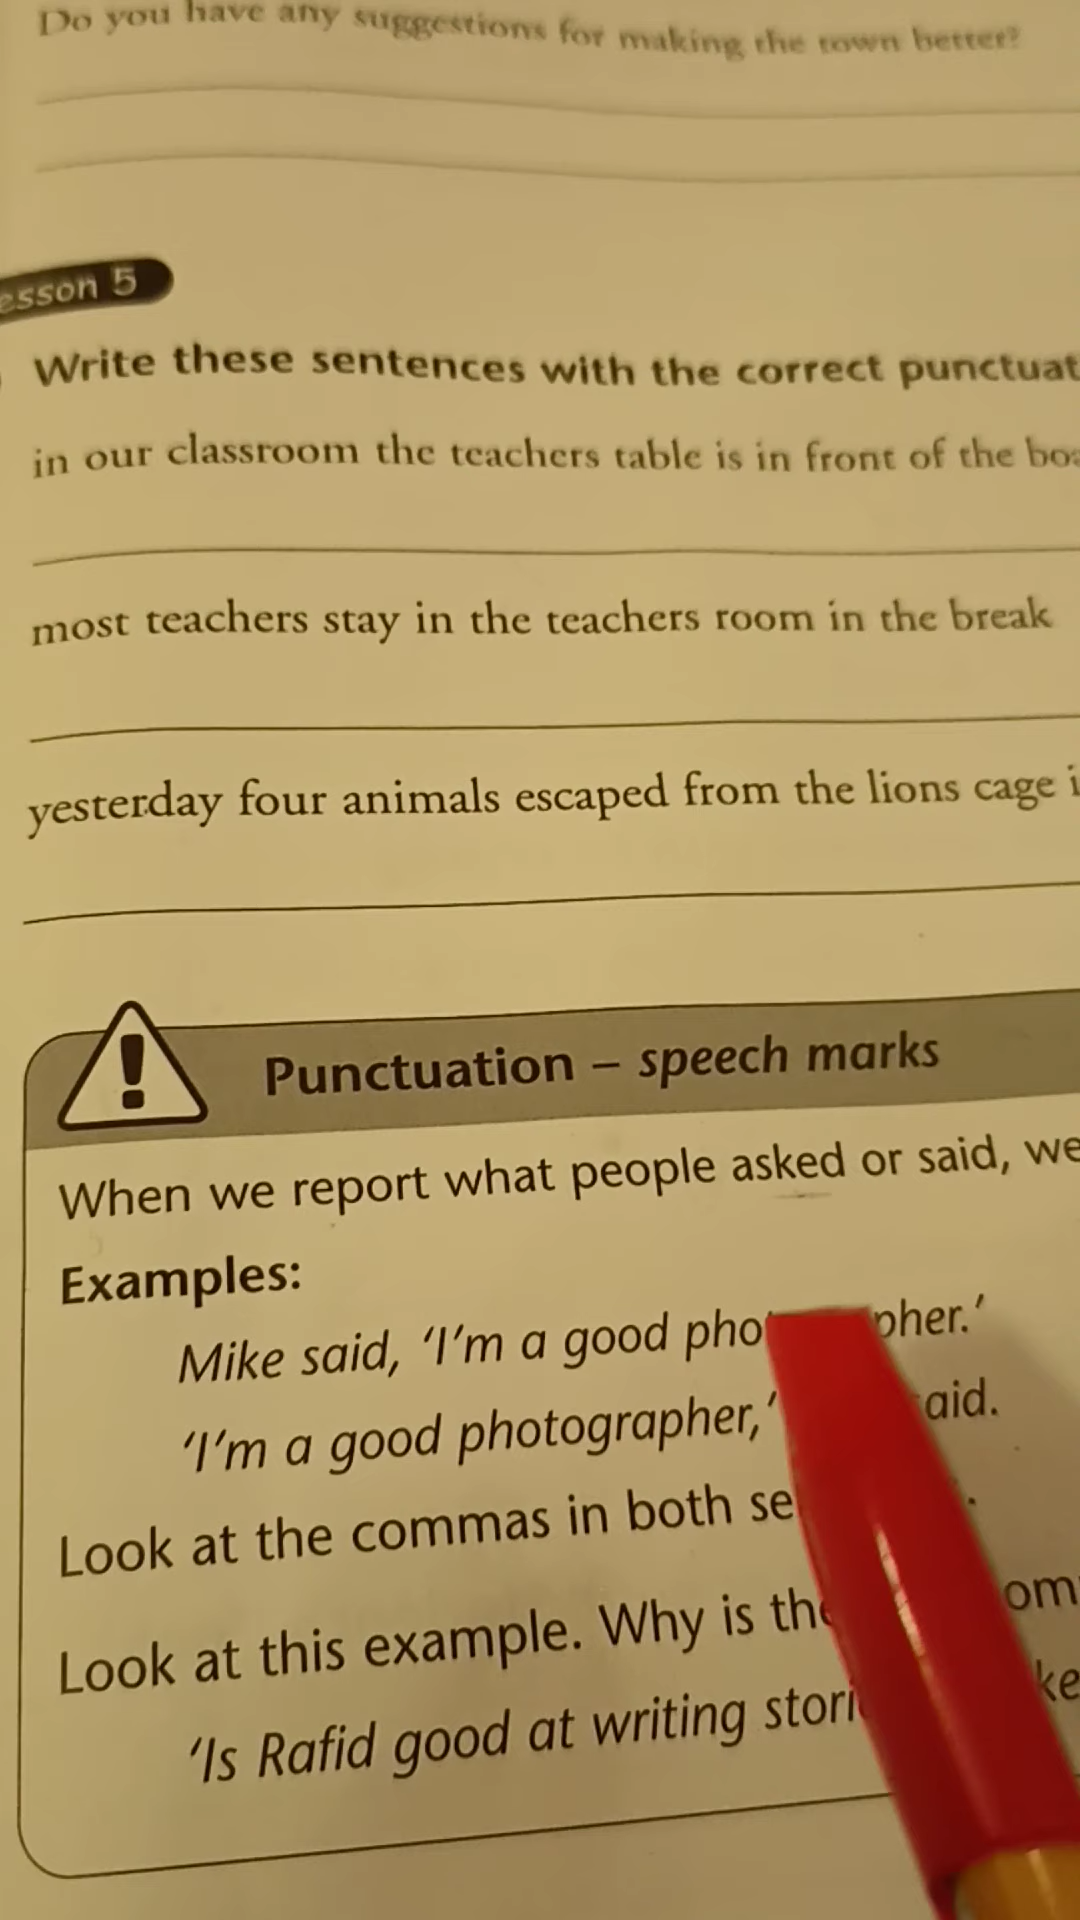 Do you have any suggestions for making the town better?
esson 5
Write these sentences with the correct punctuat
in our classroom the teachers table is in front of the boa
most teachers stay in the teachers room in the break
yesterday four animals escaped from the lions cage i
Punctuation – speech marks
When we report what people asked or said, we
Examples:
Mike said, ‘I’m a good pho pher.’
‘I’m a good photographer,’ aid.
Look at the commas in both se .
Look at this example. Why is the om
‘Is Rafid good at writing stori ke